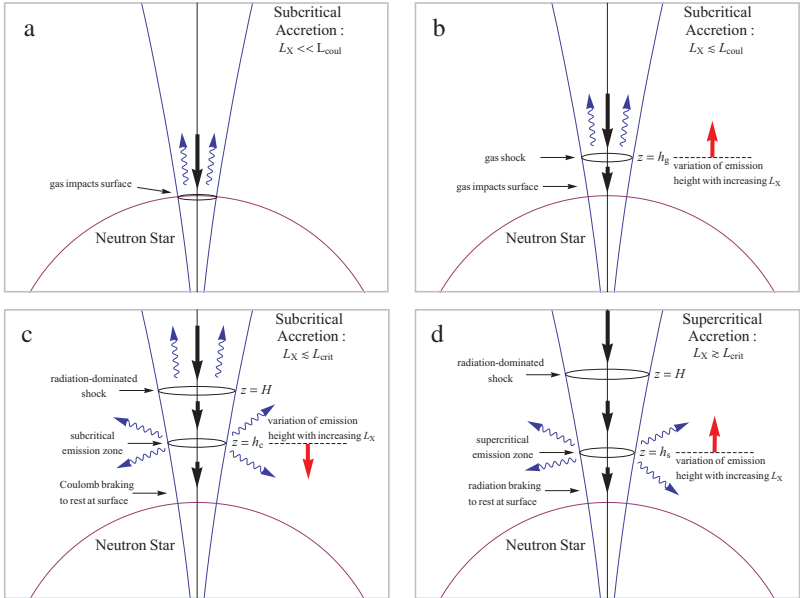 a
Subcritical
Accretion :
L_X << L_coul
gas impacts surface
Neutron Star
b
Subcritical
Accretion :
L_X ≲ L_coul
gas shock
z = h_g
variation of emission
height with increasing L_X
gas impacts surface
Neutron Star
c
Subcritical
Accretion :
L_X ≲ L_crit
radiation-dominated
shock
z = H
variation of emission
height with increasing L_X
subcritical
emission zone
z = h_c
Coulomb braking
to rest at surface
Neutron Star
d
Supercritical
Accretion :
L_X ≳ L_crit
radiation-dominated
shock
z = H
supercritical
emission zone
z = h_s
variation of emission
height with increasing L_X
radiation braking
to rest at surface
Neutron Star